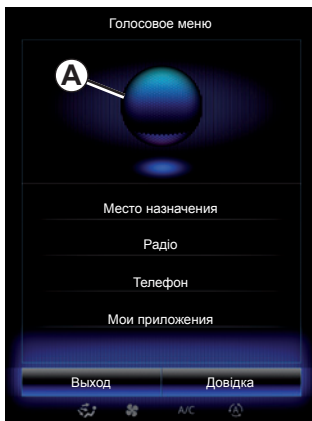 Голосовое меню
A
Место назначения
Радіо
Телефон
Мои приложения
Выход Довідка
A/C A